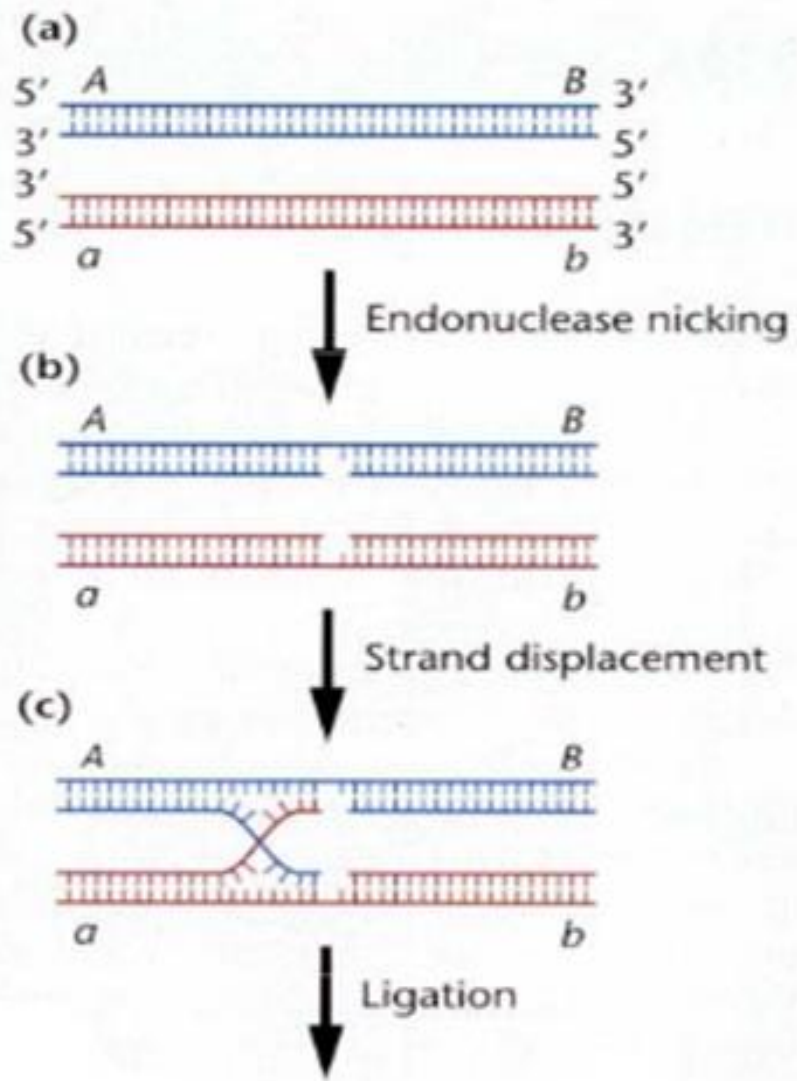 (a)
5′ A B 3′
3′ 5′
3′ 5′
5′ 3′
a b
Endonuclease nicking
(b)
A B
a b
Strand displacement
(c)
A B
a b
Ligation